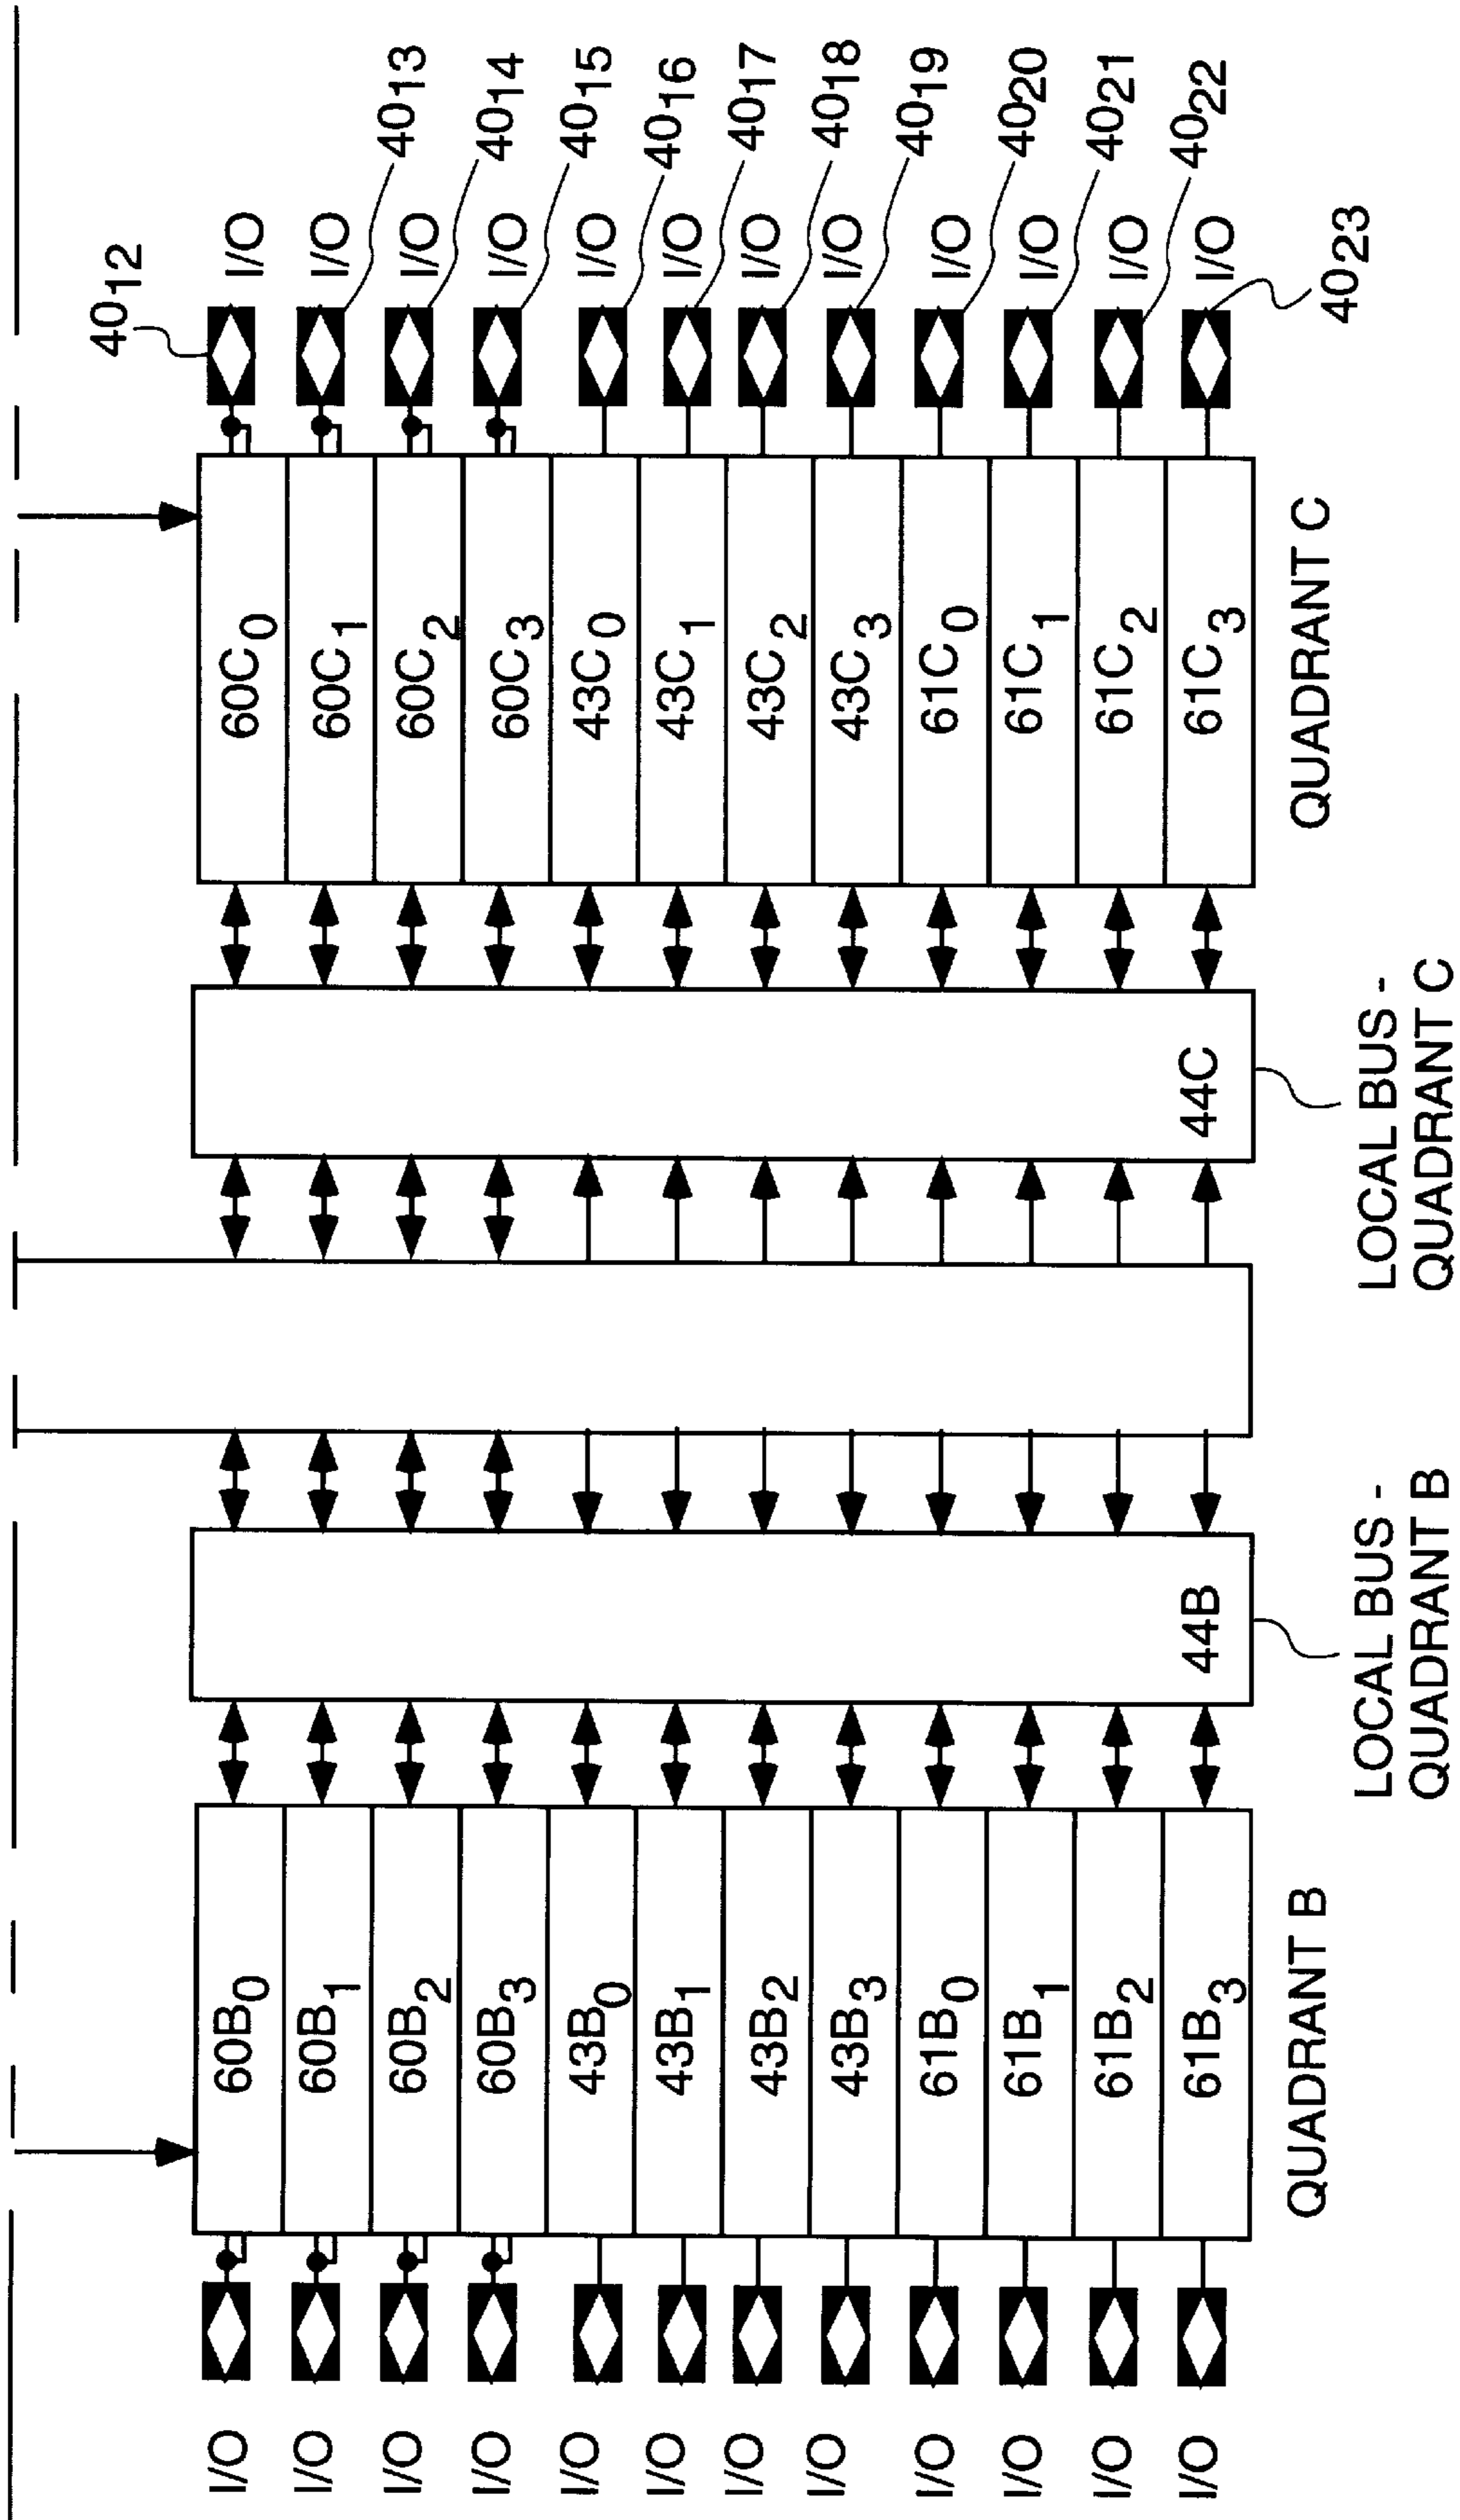 I/O 60B0 60C0 I/O 4012
I/O 60B1 60C1 I/O 4013
I/O 60B2 60C2 I/O 4014
I/O 60B3 60C3 I/O 4015
I/O 43B0 43C0 I/O 4016
I/O 43B1 43C1 I/O 4017
I/O 43B2 43C2 I/O 4018
I/O 43B3 43C3 I/O 4019
I/O 61B0 61C0 I/O 4020
I/O 61B1 61C1 I/O 4021
I/O 61B2 61C2 I/O 4022
I/O 61B3 44B 44C 61C3 I/O 4023
QUADRANT B
QUADRANT C
LOCAL BUS -
QUADRANT B
LOCAL BUS -
QUADRANT C